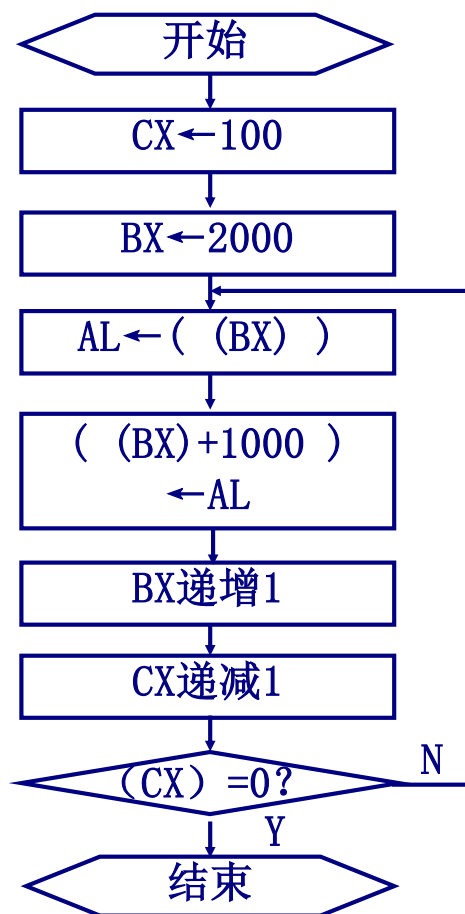 开始
CX←100
BX←2000
AL←( (BX) )
( (BX)+1000 )
←AL
BX递增1
CX递减1
(CX) =0?
N
Y
结束